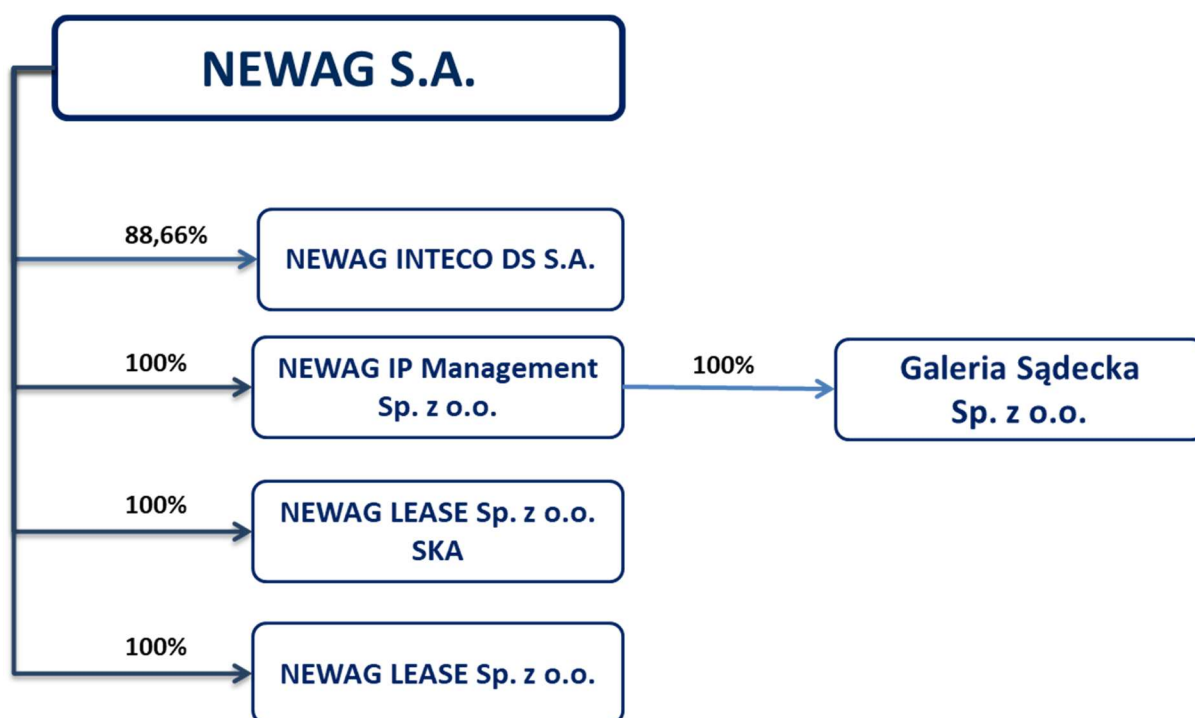 NEWAG S.A.
88,66%
NEWAG INTECO DS S.A.
100%
NEWAG IP Management
Sp. z o.o.
100%
Galeria Sądecka
Sp. z o.o.
100%
NEWAG LEASE Sp. z o.o.
SKA
100%
NEWAG LEASE Sp. z o.o.